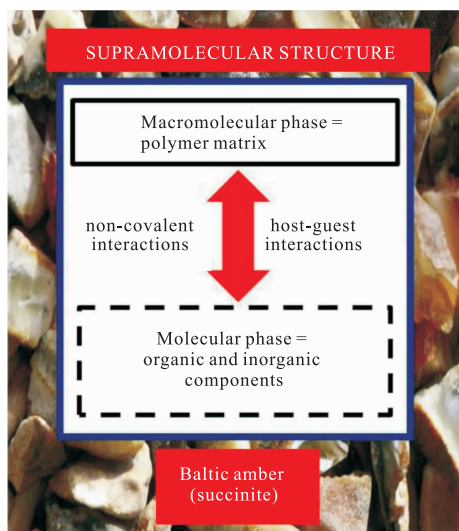 SUPRAMOLECULAR STRUCTURE
Macromolecular phase =
polymer matrix
non-covalent
interactions
host-guest
interactions
Molecular phase =
organic and inorganic
components
Baltic amber
(succinite)